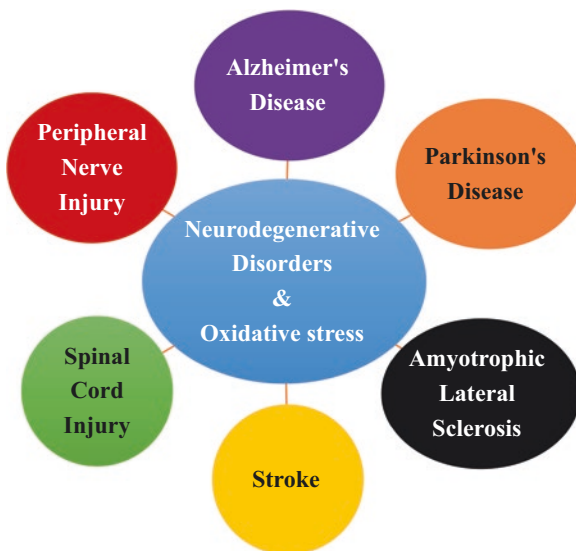 Alzheimer's
Disease
Peripheral
Nerve
Injury
Parkinson's
Disease
Neurodegenerative
Disorders
&
Oxidative stress
Spinal
Cord
Injury
Amyotrophic
Lateral
Sclerosis
Stroke